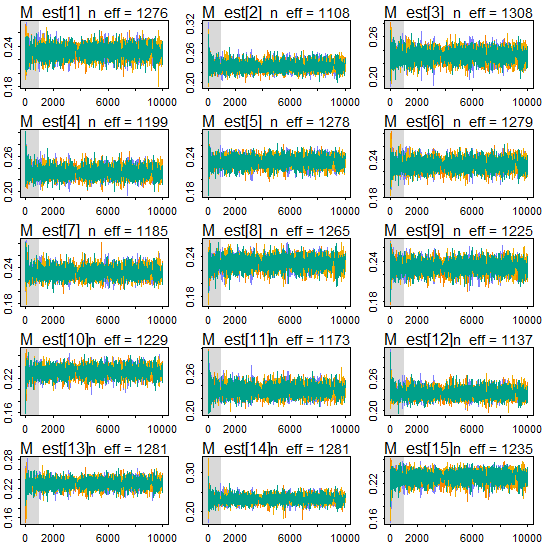 M_est[1] n_eff = 1276
0.24
0.18
0 2000 6000 10000
M_est[2] n_eff = 1108
0.32
0.26
0.20
0 2000 6000 10000
M_est[3] n_eff = 1308
0.26
0.20
0 2000 6000 10000
M_est[4] n_eff = 1199
0.26
0.20
0 2000 6000 10000
M_est[5] n_eff = 1278
0.24
0.18
0 2000 6000 10000
M_est[6] n_eff = 1279
0.24
0.18
0 2000 6000 10000
M_est[7] n_eff = 1185
0.24
0.18
0 2000 6000 10000
M_est[8] n_eff = 1265
0.24
0.18
0 2000 6000 10000
M_est[9] n_eff = 1225
0.24
0.18
0 2000 6000 10000
M_est[10] n_eff = 1229
0.22
0.16
0 2000 6000 10000
M_est[11] n_eff = 1173
0.26
0.20
0 2000 6000 10000
M_est[12] n_eff = 1137
0.26
0.20
0 2000 6000 10000
M_est[13] n_eff = 1281
0.28
0.22
0.16
0 2000 6000 10000
M_est[14] n_eff = 1281
0.30
0.20
0 2000 6000 10000
M_est[15] n_eff = 1235
0.22
0.16
0 2000 6000 10000